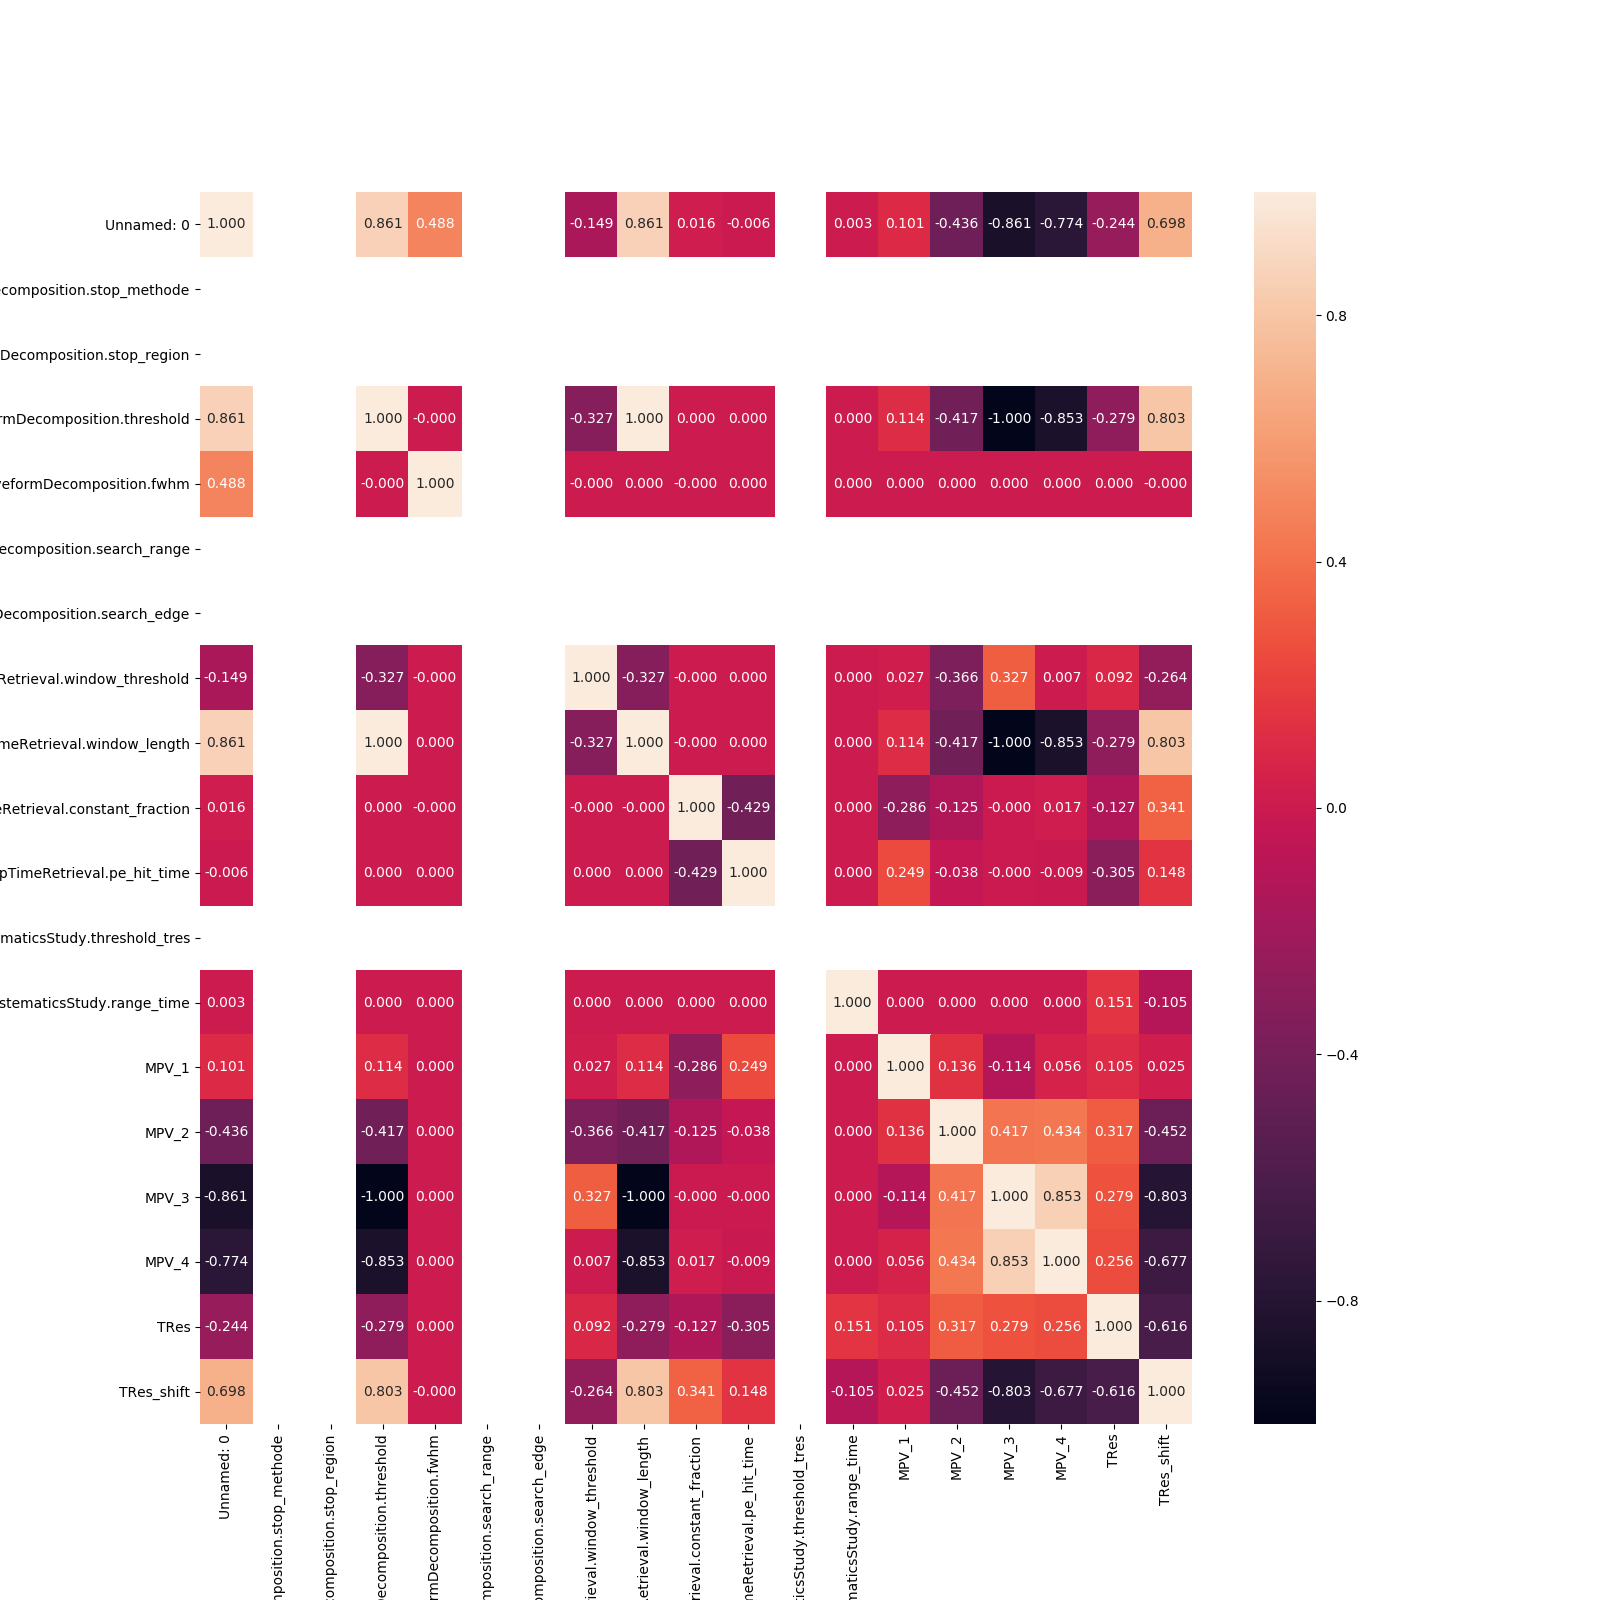 Unnamed: 0 1.000 0.861 0.488 -0.149 0.861 0.016 -0.006 0.003 0.101 -0.436 -0.861 -0.774 -0.244 0.698
composition.stop_methode
0.8
Decomposition.stop_region
rmDecomposition.threshold 0.861 1.000 -0.000 -0.327 1.000 0.000 0.000 0.000 0.114 -0.417 -1.000 -0.853 -0.279 0.803
veformDecomposition.fwhm 0.488 -0.000 1.000 -0.000 0.000 -0.000 0.000 0.000 0.000 0.000 0.000 0.000 0.000 -0.000
ecomposition.search_range
0.4
Decomposition.search_edge
Retrieval.window_threshold -0.149 -0.327 -0.000 1.000 -0.327 -0.000 0.000 0.000 0.027 -0.366 0.327 0.007 0.092 -0.264
meRetrieval.window_length 0.861 1.000 0.000 -0.327 1.000 -0.000 0.000 0.000 0.114 -0.417 -1.000 -0.853 -0.279 0.803
eRetrieval.constant_fraction 0.016 0.000 -0.000 -0.000 -0.000 1.000 -0.429 0.000 -0.286 -0.125 -0.000 0.017 -0.127 0.341
0.0
pTimeRetrieval.pe_hit_time -0.006 0.000 0.000 0.000 0.000 -0.429 1.000 0.000 0.249 -0.038 -0.000 -0.009 -0.305 0.148
maticsStudy.threshold_tres
stematicsStudy.range_time 0.003 0.000 0.000 0.000 0.000 0.000 0.000 1.000 0.000 0.000 0.000 0.000 0.151 -0.105
−0.4
MPV_1 0.101 0.114 0.000 0.027 0.114 -0.286 0.249 0.000 1.000 0.136 -0.114 0.056 0.105 0.025
MPV_2 -0.436 -0.417 0.000 -0.366 -0.417 -0.125 -0.038 0.000 0.136 1.000 0.417 0.434 0.317 -0.452
MPV_3 -0.861 -1.000 0.000 0.327 -1.000 -0.000 -0.000 0.000 -0.114 0.417 1.000 0.853 0.279 -0.803
MPV_4 -0.774 -0.853 0.000 0.007 -0.853 0.017 -0.009 0.000 0.056 0.434 0.853 1.000 0.256 -0.677
−0.8
TRes -0.244 -0.279 0.000 0.092 -0.279 -0.127 -0.305 0.151 0.105 0.317 0.279 0.256 1.000 -0.616
TRes_shift 0.698 0.803 -0.000 -0.264 0.803 0.341 0.148 -0.105 0.025 -0.452 -0.803 -0.677 -0.616 1.000
Unnamed: 0
nposition.stop_methode
composition.stop_region
Decomposition.threshold
rmDecomposition.fwhm
mposition.search_range
omposition.search_edge
ieval.window_threshold
etrieval.window_length
rieval.constant_fraction
neRetrieval.pe_hit_time
icsStudy.threshold_tres
maticsStudy.range_time
MPV_1
MPV_2
MPV_3
MPV_4
TRes
TRes_shift